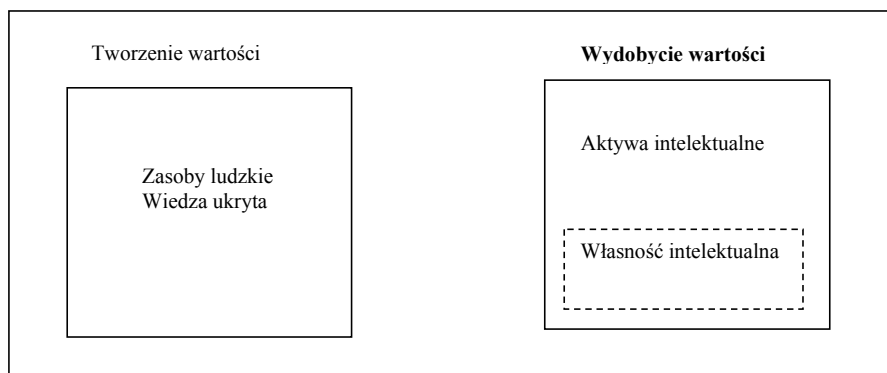 Tworzenie wartości
Wydobycie wartości
Zasoby ludzkie
Wiedza ukryta
Aktywa intelektualne
Własność intelektualna